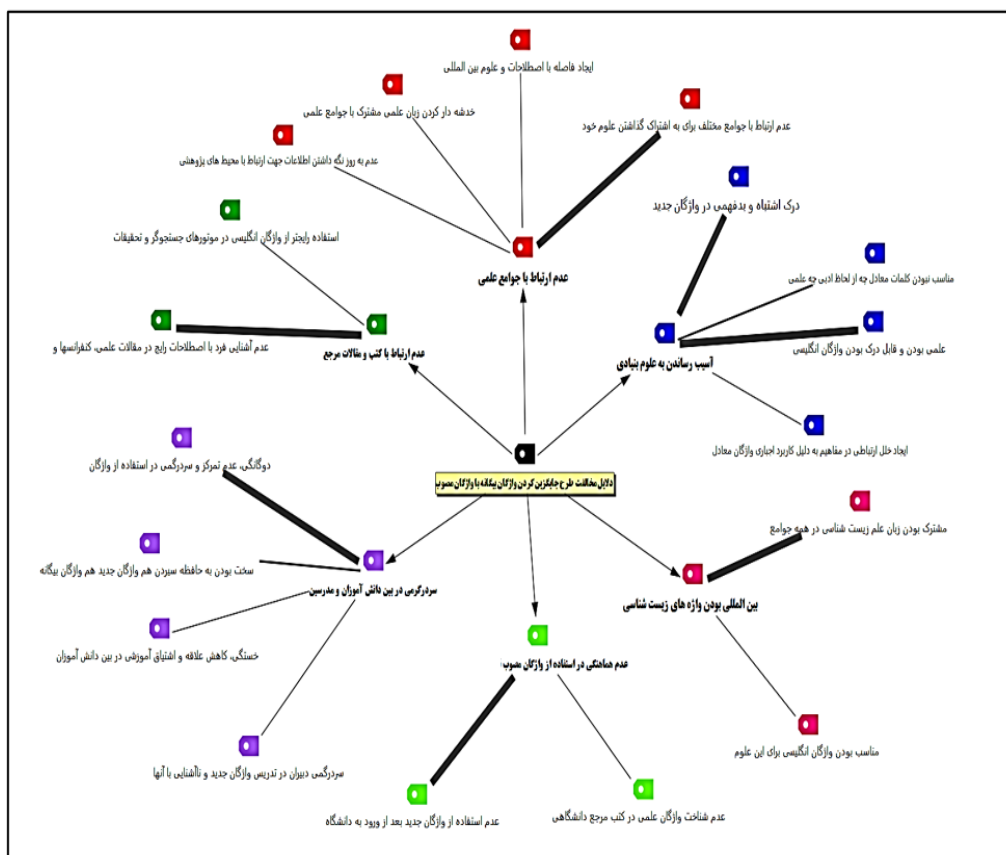 ایجاد فاصله با اصطلاحات و علوم بین المللی
خدشه دار کردن زبان علمی مشترک با جوامع علمی
عدم ارتباط با جوامع مختلف برای به اشتراک گذاشتن علوم خود
عدم به روز نگه داشتن اطلاعات جهت ارتباط با محیط های پژوهشی
درک اشتباه و بدفهمی در واژگان جدید
استفاده رایجتر از واژگان انگلیسی در موتورهای جستجوگر و تحقیقات
عدم ارتباط با جوامع علمی
مناسب نبودن کلمات معادل چه از لحاظ ادبی چه علمی
عدم آشنایی فرد با اصطلاحات رایج در مقالات علمی، کنفرانسها و
عدم ارتباط با کتب و مقالات مرجع
علمی بودن و قابل درک بودن واژگان انگلیسی
آسیب رساندن به علوم بنیادی
ایجاد خلل ارتباطی در مفاهیم به دلیل کاربرد اجباری واژگان معادل
دوگانگی، عدم تمرکز و سردرگمی در استفاده از واژگان
دلایل مخالفت طرح جایگزین کردن واژگان بیگانه با واژگان مصوب
مشترک بودن زبان علم زیست شناسی در همه جوامع
سخت بودن به حافظه سپردن هم واژگان جدید هم واژگان بیگانه
سردرگرمی در بین دانش آموزان و مدرسین
بین المللی بودن واژه های زیست شناسی
خستگی، کاهش علاقه و اشتیاق آموزشی در بین دانش آموزان
عدم هماهنگی در استفاده از واژگان مصوب:
مناسب بودن واژگان انگلیسی برای این علوم
سردرگمی دبیران در تدریس واژگان جدید و ناآشنایی با آنها
عدم استفاده از واژگان جدید بعد از ورود به دانشگاه
عدم شناخت واژگان علمی در کتب مرجع دانشگاهی